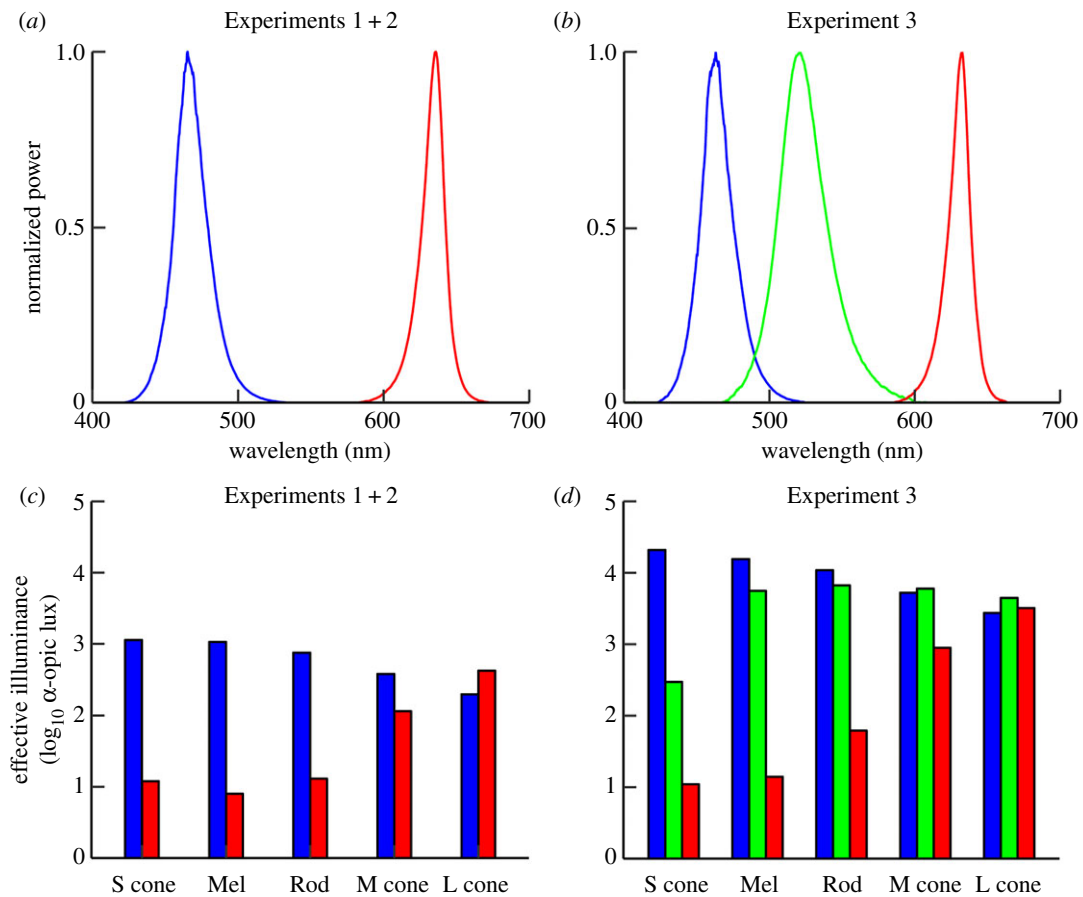 (a) Experiments 1 + 2
1.0
0.5
0
normalized power
400 500 600 700
wavelength (nm)
(b) Experiment 3
1.0
0.5
0
400 500 600 700
wavelength (nm)
(c) Experiments 1 + 2
5
4
3
2
1
0
effective illluminance
(log10 α-opic lux)
S cone Mel Rod M cone L cone
(d) Experiment 3
5
4
3
2
1
0
S cone Mel Rod M cone L cone